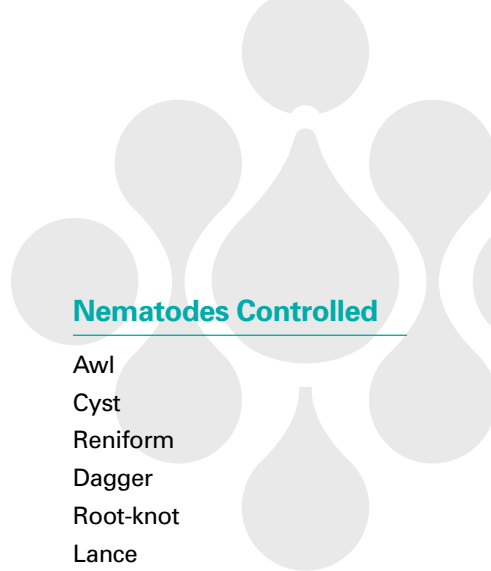 Nematodes Controlled
Awl
Cyst
Reniform
Dagger
Root-knot
Lance